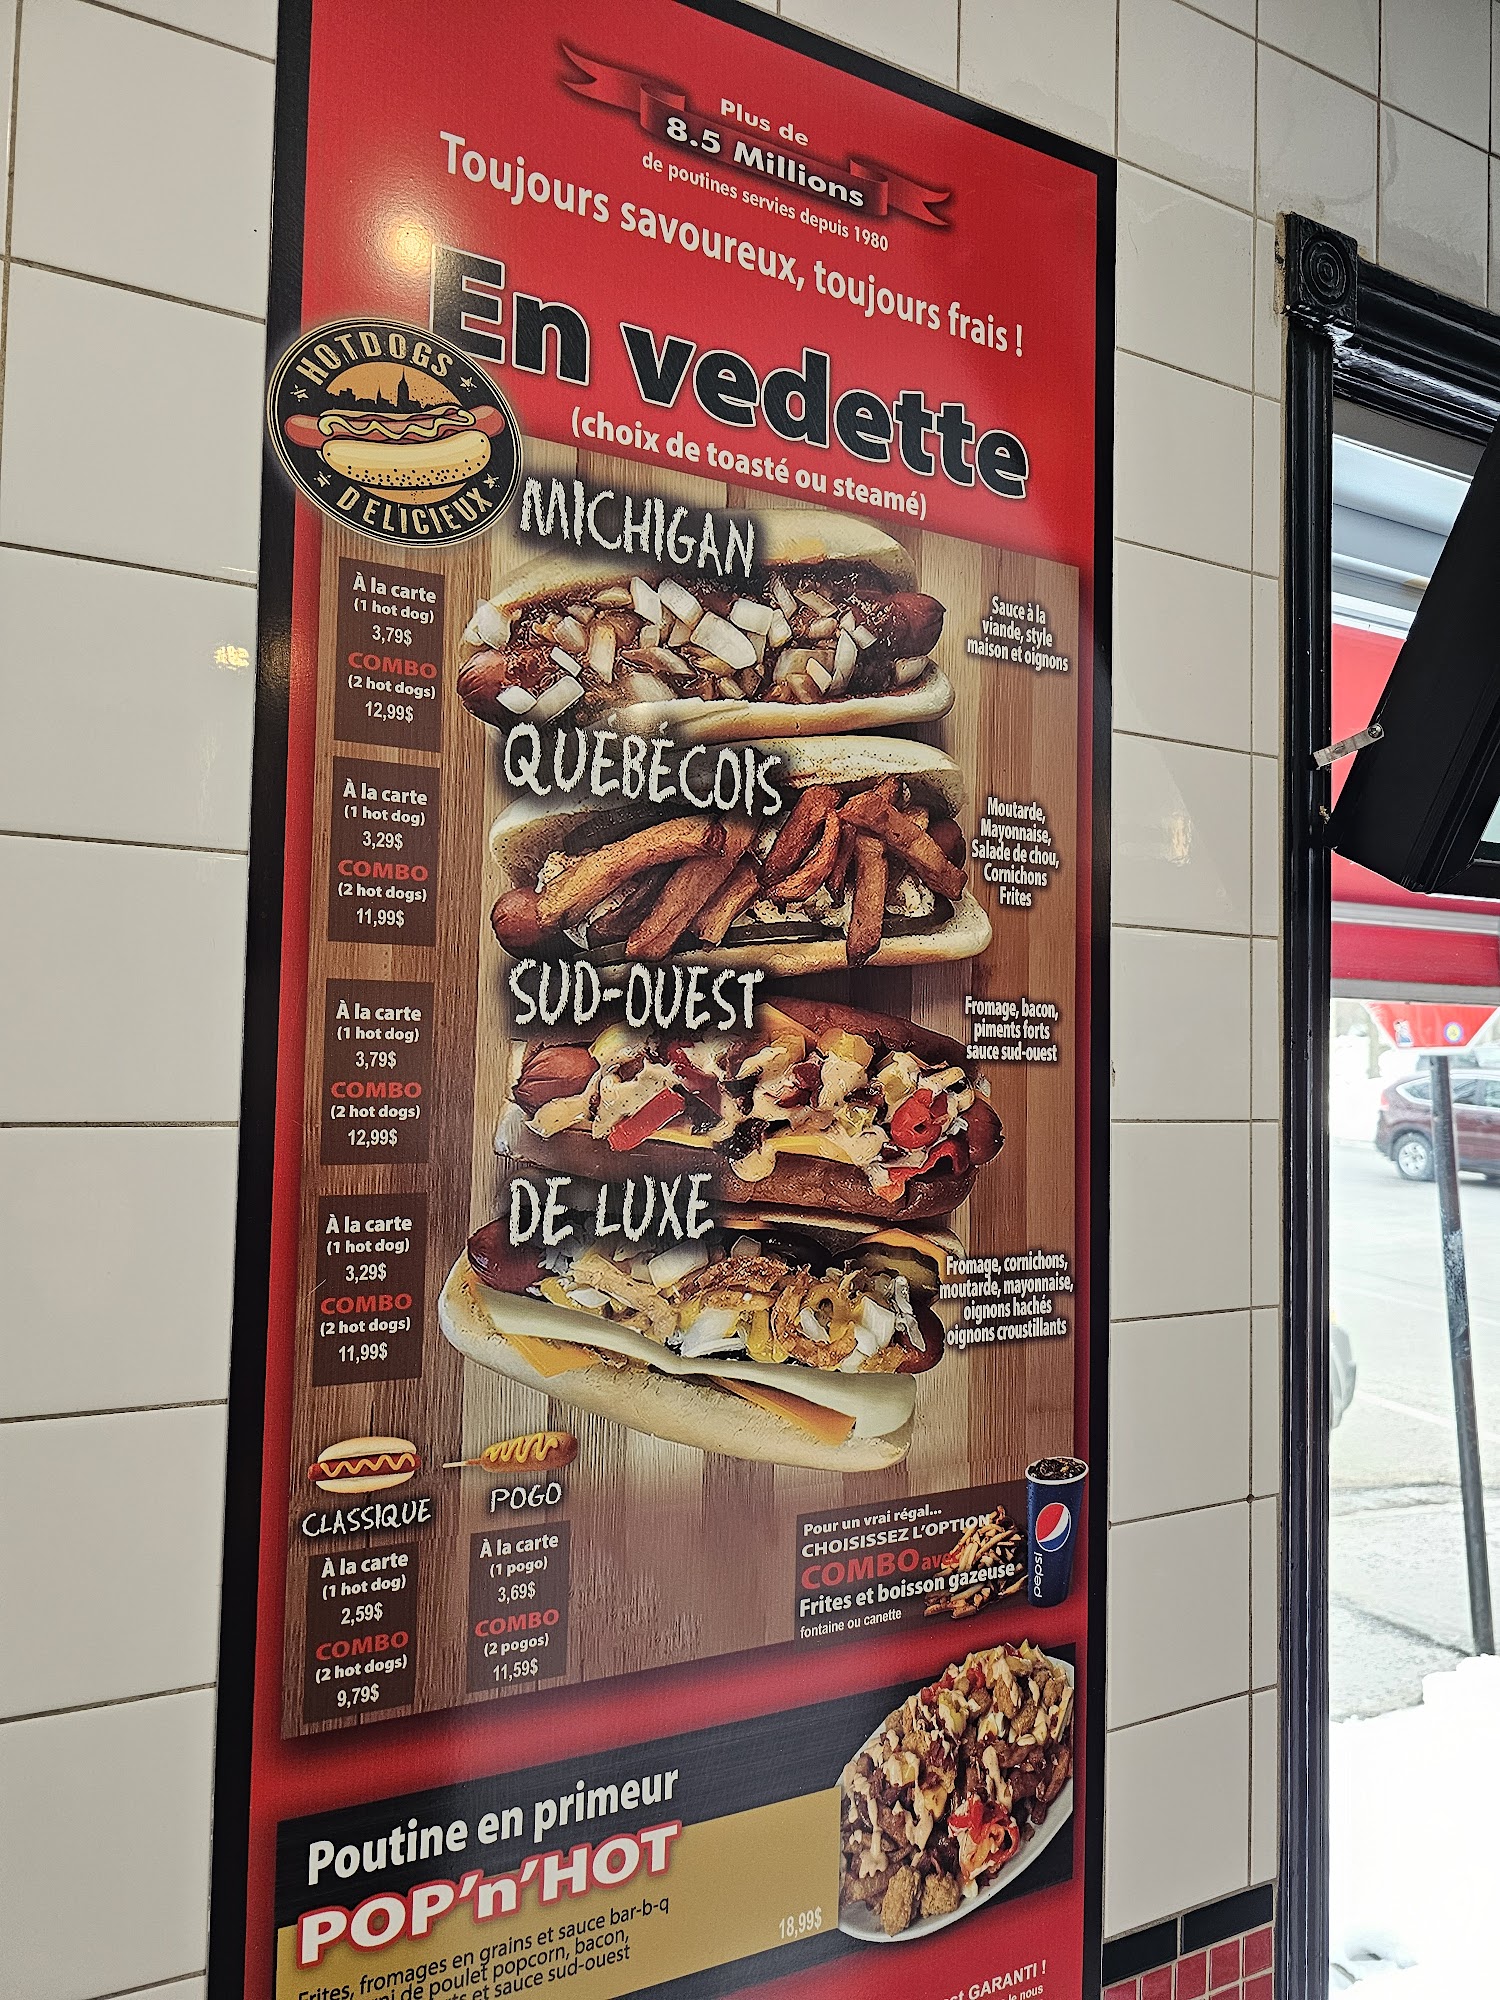 Plus de
8.5 Millions
de poutines servies depuis 1980
Toujours savoureux, toujours frais !
En vedette
(choix de toasté ou steamé)
HOTDOGS
DELICIEUX
MICHIGAN
À la carte
(1 hot dog)
3,79$
COMBO
(2 hot dogs)
12,99$
Sauce à la
viande, style
maison et oignons
QUÉBÉCOIS
À la carte
(1 hot dog)
3,29$
COMBO
(2 hot dogs)
11,99$
Moutarde,
Mayonnaise,
Salade de chou,
Cornichons
Frites
SUD-OUEST
À la carte
(1 hot dog)
3,79$
COMBO
(2 hot dogs)
12,99$
Fromage, bacon,
piments forts
sauce sud-ouest
DE LUXE
À la carte
(1 hot dog)
3,29$
COMBO
(2 hot dogs)
11,99$
Fromage, cornichons,
moutarde, mayonnaise,
oignons hachés
oignons croustillants
CLASSIQUE
À la carte
(1 hot dog)
2,59$
COMBO
(2 hot dogs)
9,79$
POGO
À la carte
(1 pogo)
3,69$
COMBO
(2 pogos)
11,59$
Pour un vrai régal...
CHOISISSEZ L'OPTION
COMBO avec
Frites et boisson gazeuse
fontaine ou canette
pepsi
Poutine en primeur
POP'n'HOT
Frites, fromages en grains et sauce bar-b-q
de poulet popcorn, bacon,
et sauce sud-ouest
18,99$
GARANTI !
nous